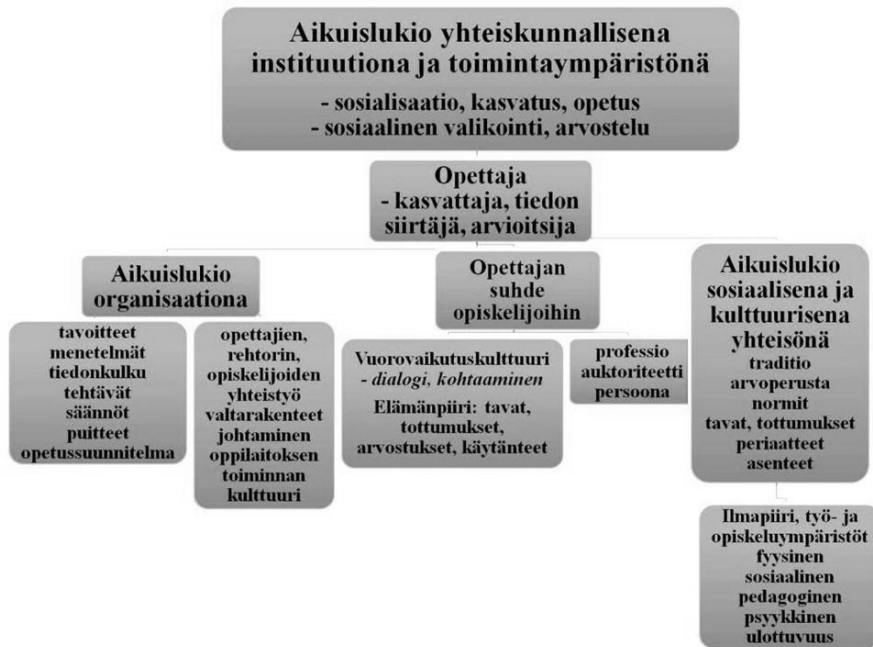 Aikuislukio yhteiskunnallisena
instituutiona ja toimintaympäristönä
- sosialisaatio, kasvatus, opetus
- sosiaalinen valikointi, arvostelu
Opettaja
- kasvattaja, tiedon
siirtäjä, arvioitsija
Aikuislukio
organisaationa
tavoitteet
menetelmät
tiedonkulku
tehtävät
säännöt
puitteet
opetussuunnitelma
opettajien,
rehtorin,
opiskelijoiden
yhteistyö
valtarakenteet
johtaminen
oppilaitoksen
toiminnan
kulttuuri
Opettajan
suhde
opiskelijoihin
Vuorovaikutuskulttuuri
- dialogi, kohtaaminen
Elämänpiiri: tavat,
tottumukset,
arvostukset, käytänteet
professio
auktoriteetti
persoona
Aikuislukio
sosiaalisena ja
kulttuurisena
yhteisönä
traditio
arvoperusta
normit
tavat, tottumukset
periaatteet
asenteet
Ilmapiiri, työ- ja
opiskeluympäristöt
fyysinen
sosiaalinen
pedagoginen
psyykkinen
ulottuvuus